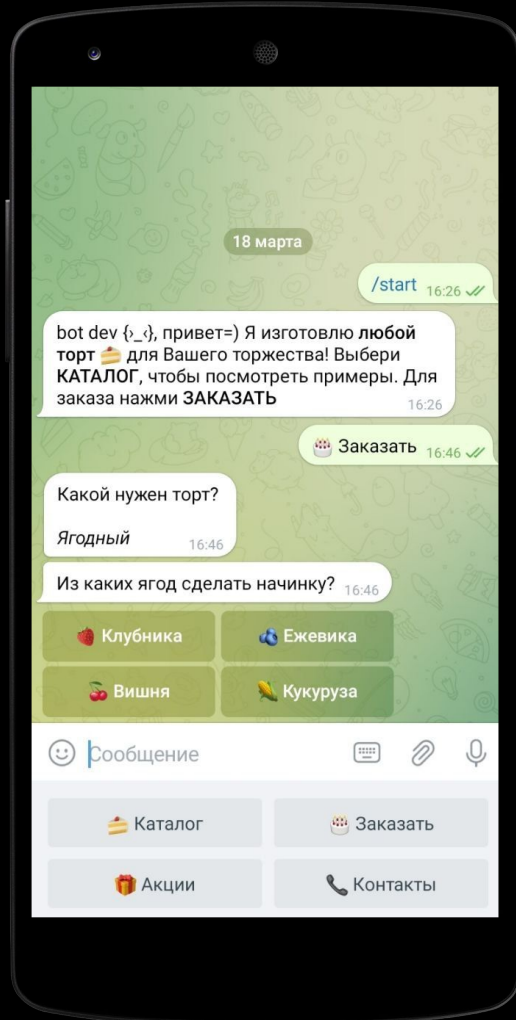 18 марта
/start 16:26
bot dev {›_‹}, привет=) Я изготовлю любой
торт 🍰 для Вашего торжества! Выбери
КАТАЛОГ, чтобы посмотреть примеры. Для
заказа нажми ЗАКАЗАТЬ
16:26
🎂 Заказать 16:46
Какой нужен торт?
Ягодный 16:46
Из каких ягод сделать начинку? 16:46
🍓 Клубника
🫐 Ежевика
🍒 Вишня
🌽 Кукуруза
Сообщение
🍰 Каталог
🎂 Заказать
🎁 Акции
📞 Контакты